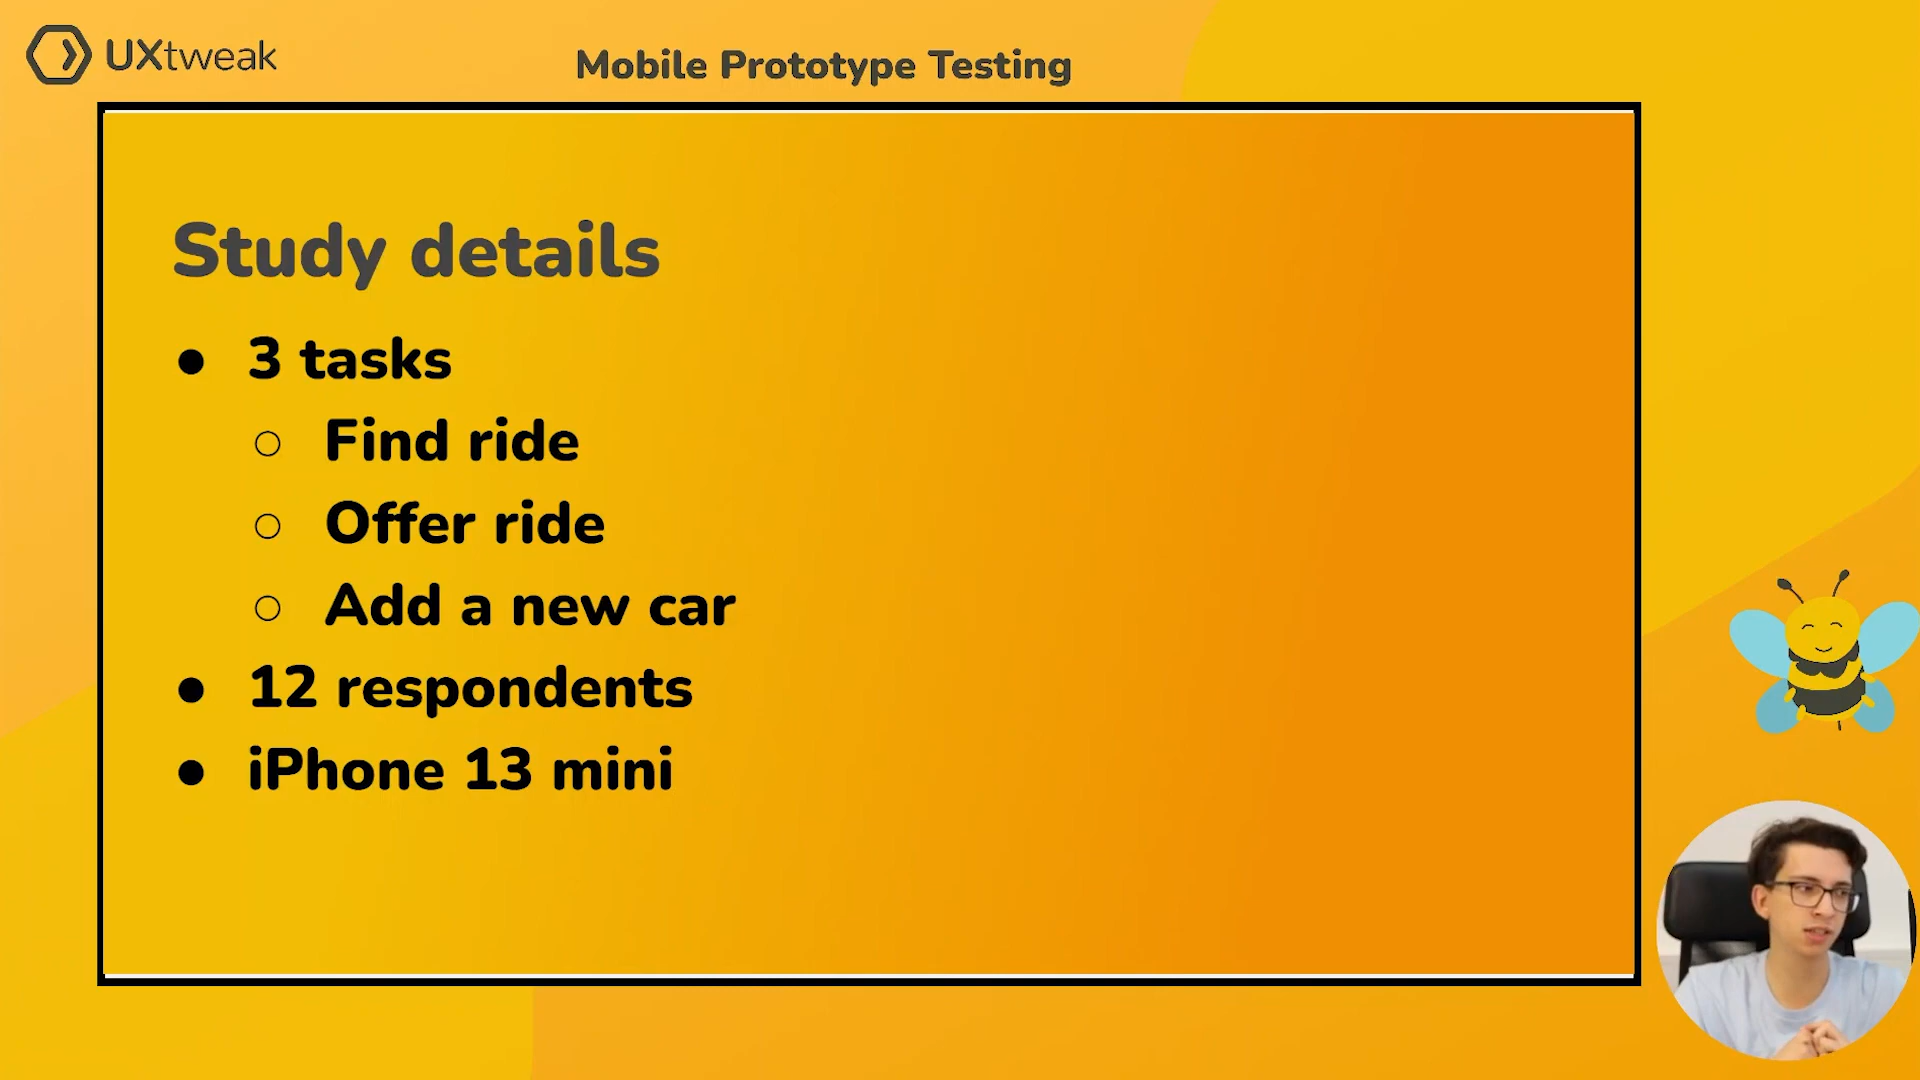 UXtweak
Mobile Prototype Testing
Study details
● 3 tasks
○ Find ride
○ Offer ride
○ Add a new car
● 12 respondents
● iPhone 13 mini